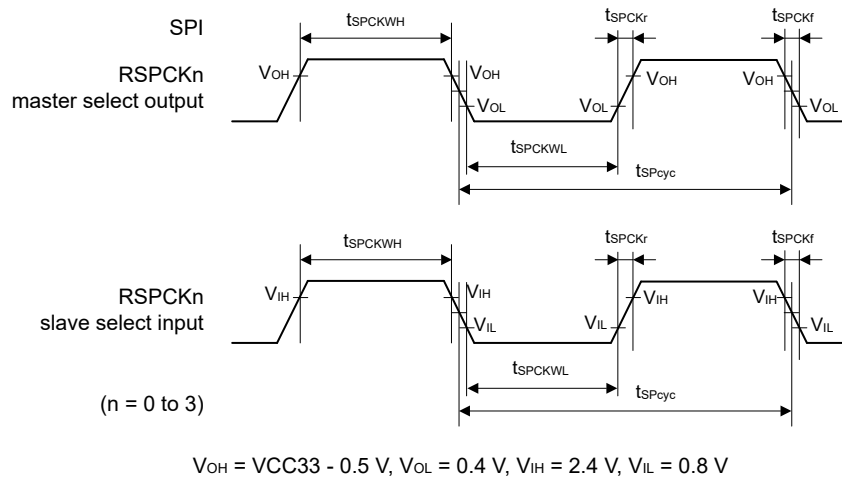 SPI
tSPCKWH
tSPCKr
tSPCKf
RSPCKn
master select output
VOH
VOH
VOL
VOL
VOH
VOH
VOL
tSPCKWL
tSPcyc
tSPCKWH
tSPCKr
tSPCKf
RSPCKn
slave select input
VIH
VIH
VIL
VIL
VIH
VIH
VIL
tSPCKWL
tSPcyc
(n = 0 to 3)
VOH = VCC33 - 0.5 V, VOL = 0.4 V, VIH = 2.4 V, VIL = 0.8 V